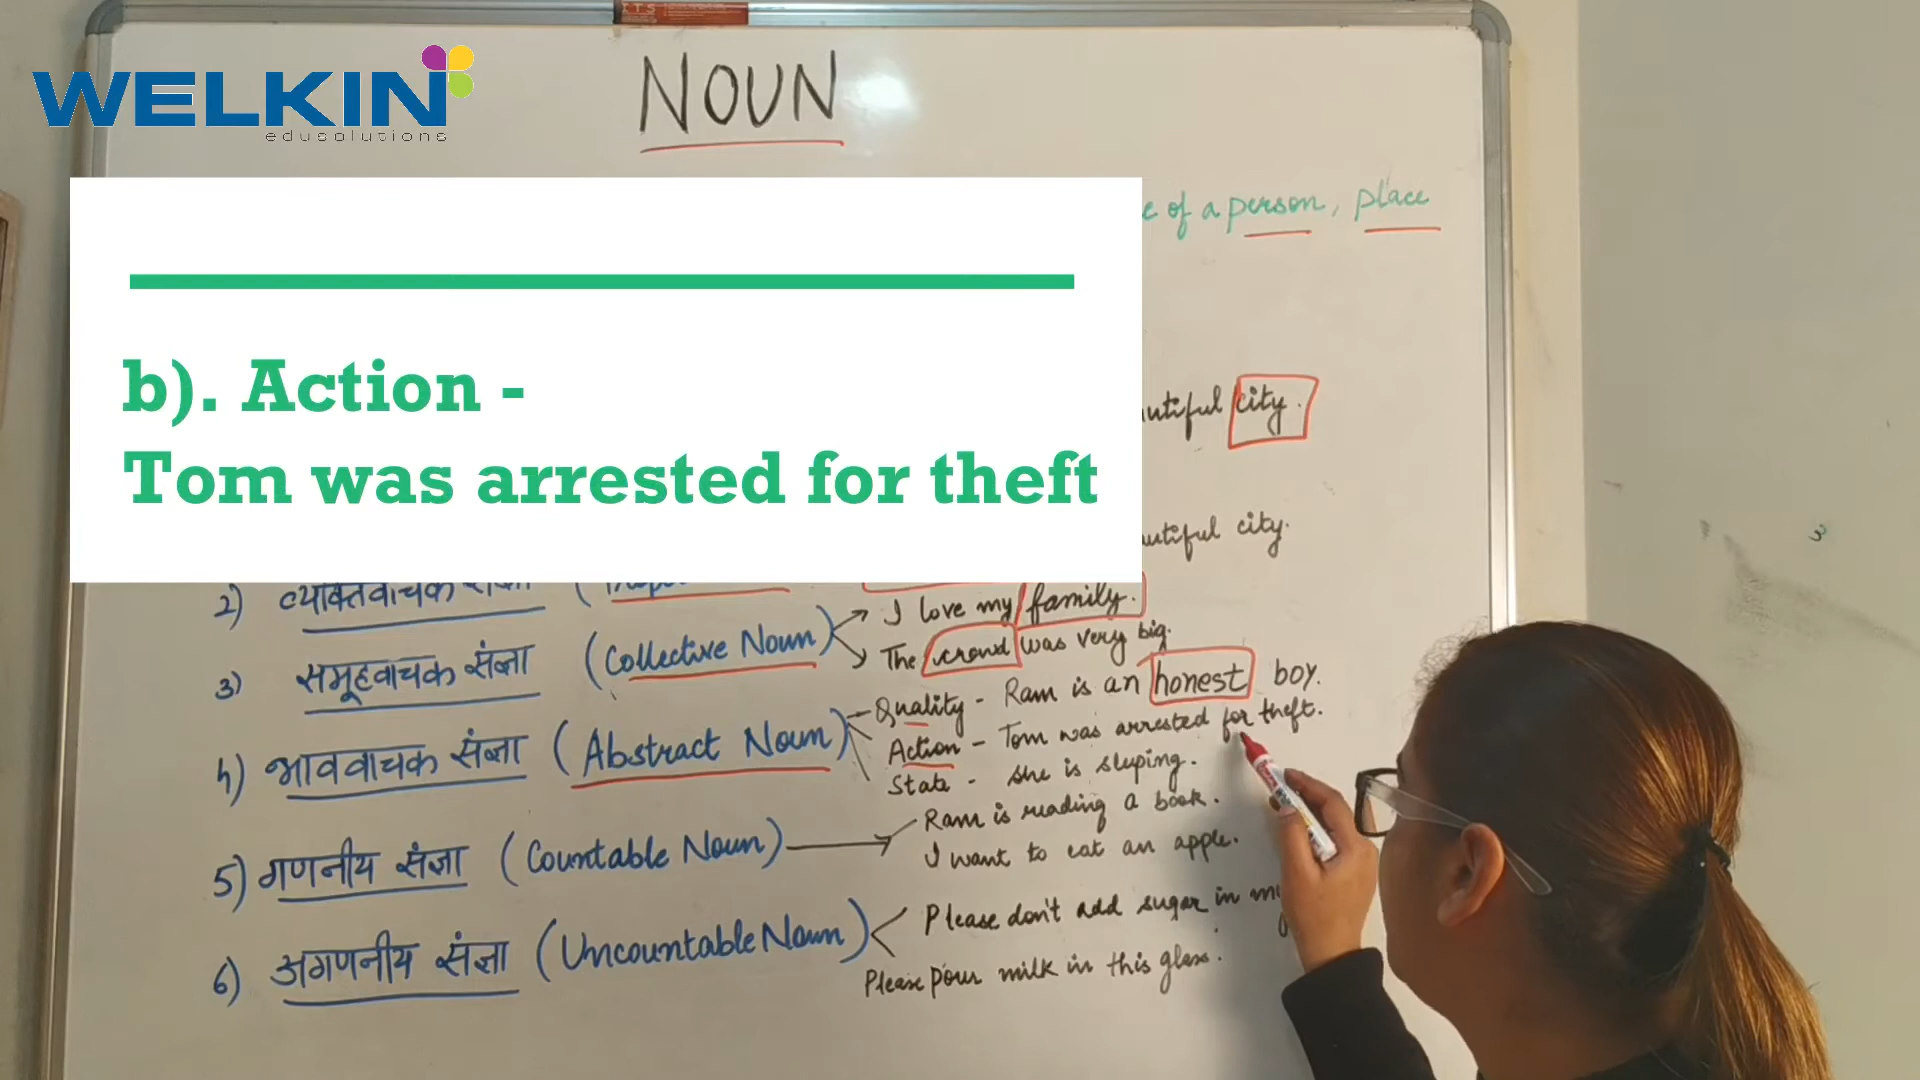 ITS
WELKIN
edusolutions
NOUN
of a person, place
b). Action -
Tom was arrested for theft
city.
city.
2) व्यक्तिवाचक
I love my family.
3) समूहवाचक संज्ञा (Collective Noun)
The crowd was very big.
4) भाववाचक संज्ञा (Abstract Noun)
Quality - Ram is an honest boy.
Action - Tom was arrested for theft.
State - She is sleeping.
5) गणनीय संज्ञा (Countable Noun)
Ram is reading a book.
I want to eat an apple.
6) अगणनीय संज्ञा (Uncountable Noun)
Please don't add sugar in
Please pour milk in this glass.